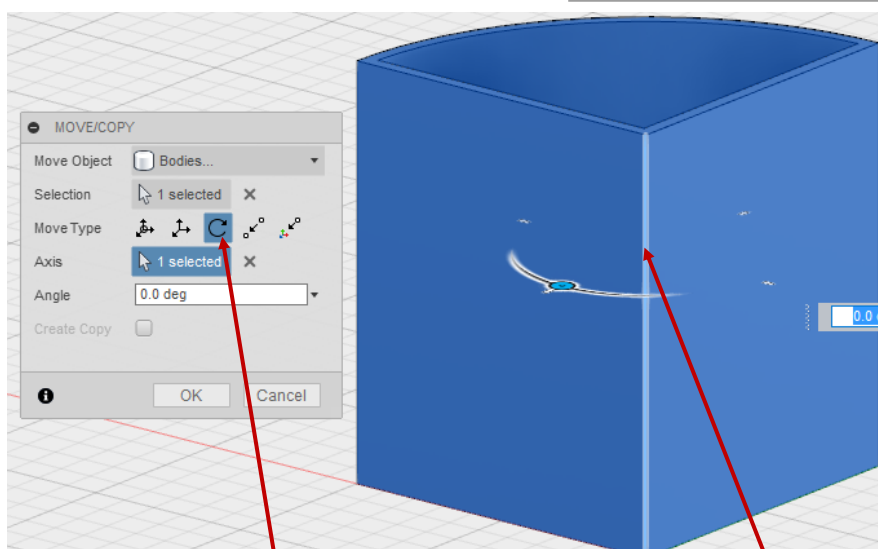 MOVE/COPY
Move Object Bodies...
Selection 1 selected
Move Type
Axis 1 selected
Angle 0.0 deg
Create Copy
OK Cancel
0.0